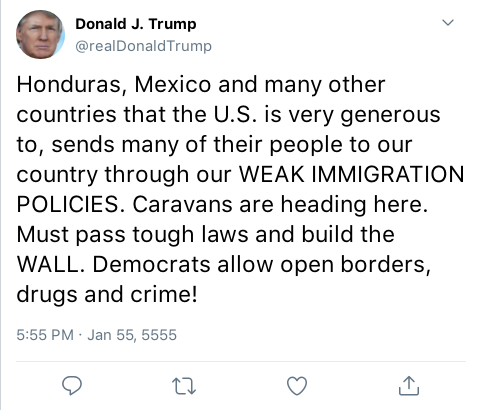 Donald J. Trump
@realDonaldTrump
Honduras, Mexico and many other
countries that the U.S. is very generous
to, sends many of their people to our
country through our WEAK IMMIGRATION
POLICIES. Caravans are heading here.
Must pass tough laws and build the
WALL. Democrats allow open borders,
drugs and crime!
5:55 PM · Jan 55, 5555